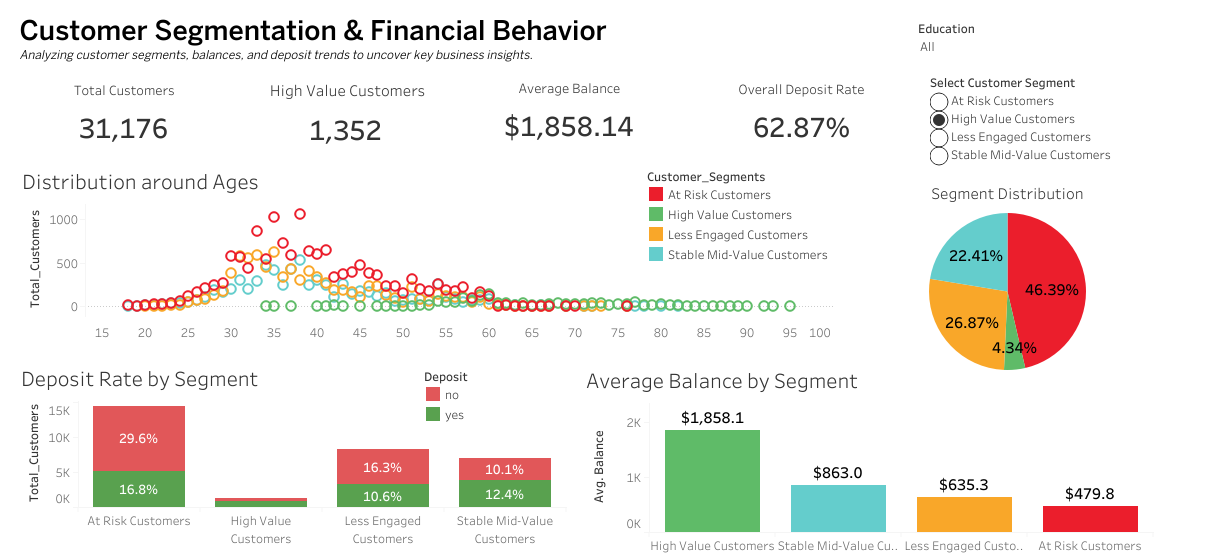 Customer Segmentation & Financial Behavior
Analyzing customer segments, balances, and deposit trends to uncover key business insights.
Education
All
Total Customers
31,176
High Value Customers
1,352
Average Balance
$1,858.14
Overall Deposit Rate
62.87%
Select Customer Segment
At Risk Customers
High Value Customers
Less Engaged Customers
Stable Mid-Value Customers
Distribution around Ages
Total_Customers
1000
500
0
15 20 25 30 35 40 45 50 55 60 65 70 75 80 85 90 95 100
Customer_Segments
At Risk Customers
High Value Customers
Less Engaged Customers
Stable Mid-Value Customers
Segment Distribution
22.41%
46.39%
26.87%
4.34%
Deposit Rate by Segment
Deposit
no
yes
Total_Customers
15K
10K
5K
0K
29.6%
16.8%
16.3%
10.6%
10.1%
12.4%
At Risk Customers
High Value
Customers
Less Engaged
Customers
Stable Mid-Value
Customers
Average Balance by Segment
Avg. Balance
2K
1K
0K
$1,858.1
$863.0
$635.3
$479.8
High Value Customers
Stable Mid-Value Cu..
Less Engaged Custo..
At Risk Customers